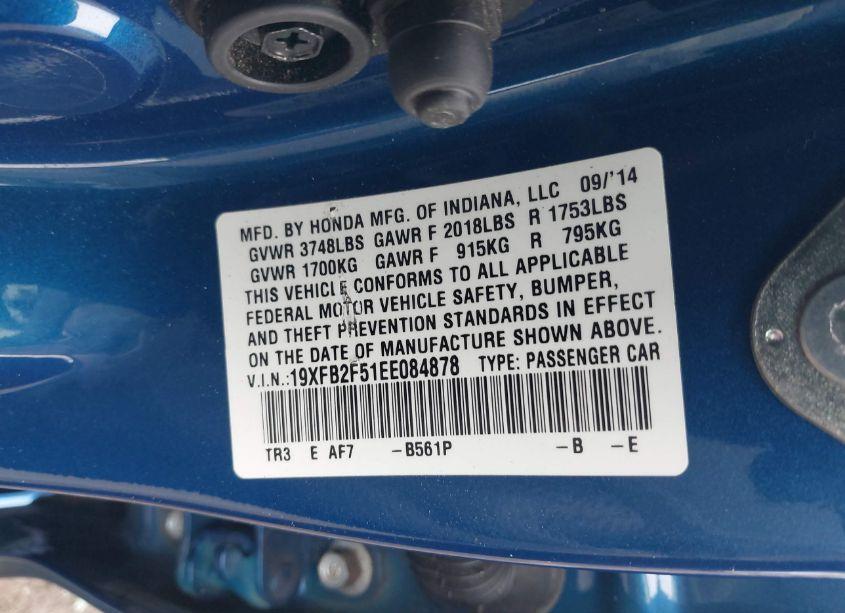 MFD. BY HONDA MFG. OF INDIANA, LLC 09/'14
GVWR 3748LBS GAWR F 2018LBS R 1753LBS
GVWR 1700KG GAWR F 915KG R 795KG
THIS VEHICLE CONFORMS TO ALL APPLICABLE
FEDERAL MOTOR VEHICLE SAFETY, BUMPER,
AND THEFT PREVENTION STANDARDS IN EFFECT
ON THE DATE OF MANUFACTURE SHOWN ABOVE.
V.I.N.:19XFB2F51EE084878 TYPE: PASSENGER CAR
TR3 E AF7 -B561P -B -E